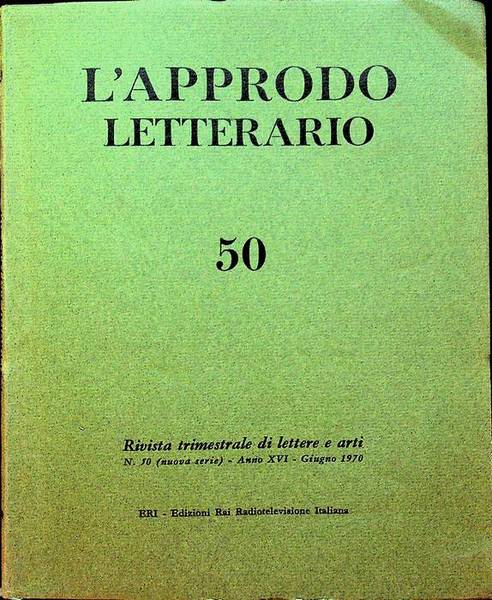 L'APPRODO
LETTERARIO
50
Rivista trimestrale di lettere e arti
N. 50 (nuova serie) - Anno XVI - Giugno 1970
ERI - Edizioni Rai Radiotelevisione Italiana